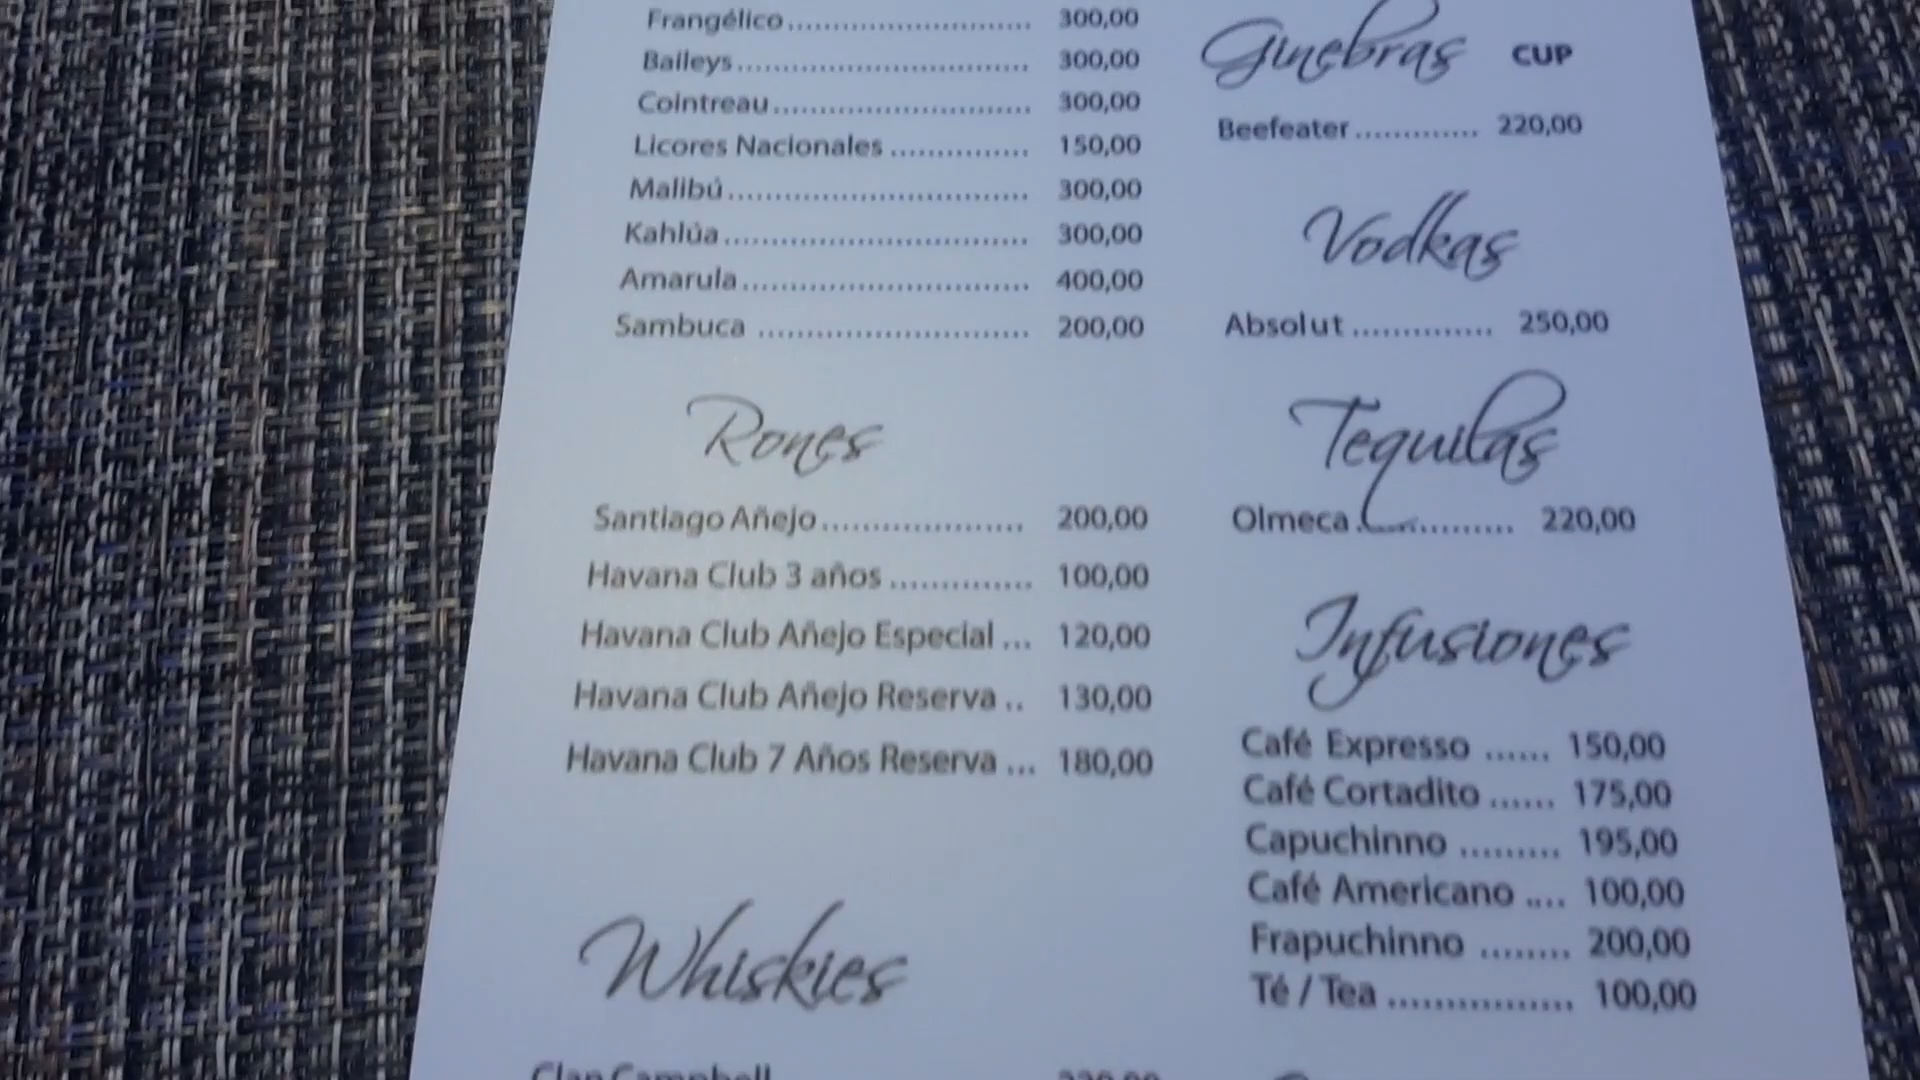 Frangélico ............................ 300,00
Baileys ................................. 300,00
Cointreau ............................. 300,00
Licores Nacionales ............... 150,00
Malibú ................................. 300,00
Kahlúa ................................. 300,00
Amarula ............................... 400,00
Sambuca ............................. 200,00
Rones
Santiago Añejo .................... 200,00
Havana Club 3 años ............. 100,00
Havana Club Añejo Especial ... 120,00
Havana Club Añejo Reserva .. 130,00
Havana Club 7 Años Reserva ... 180,00
Whiskies
Clan Campbell
Ginebras CUP
Beefeater ............. 220,00
Vodkas
Absolut .............. 250,00
Tequilas
Olmeca ............... 220,00
Infusiones
Café Expresso ...... 150,00
Café Cortadito ...... 175,00
Capuchinno ......... 195,00
Café Americano .... 100,00
Frapuchinno ........ 200,00
Té / Tea ................. 100,00